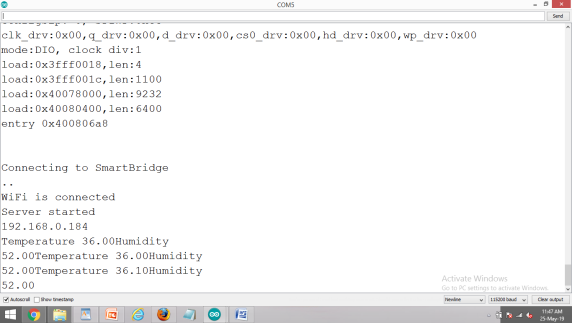 COM5
Send
clk_drv:0x00,q_drv:0x00,d_drv:0x00,cs0_drv:0x00,hd_drv:0x00,wp_drv:0x00
mode:DIO, clock div:1
load:0x3fff0018,len:4
load:0x3fff001c,len:1100
load:0x40078000,len:9232
load:0x40080400,len:6400
entry 0x400806a8
Connecting to SmartBridge
..
WiFi is connected
Server started
192.168.0.184
Temperature 36.00Humidity
52.00Temperature 36.00Humidity
52.00Temperature 36.10Humidity
52.00
Activate Windows
Go to PC settings to activate Windows.
Autoscroll Show timestamp Newline 115200 baud Clear output
11:47 AM
25-May-19